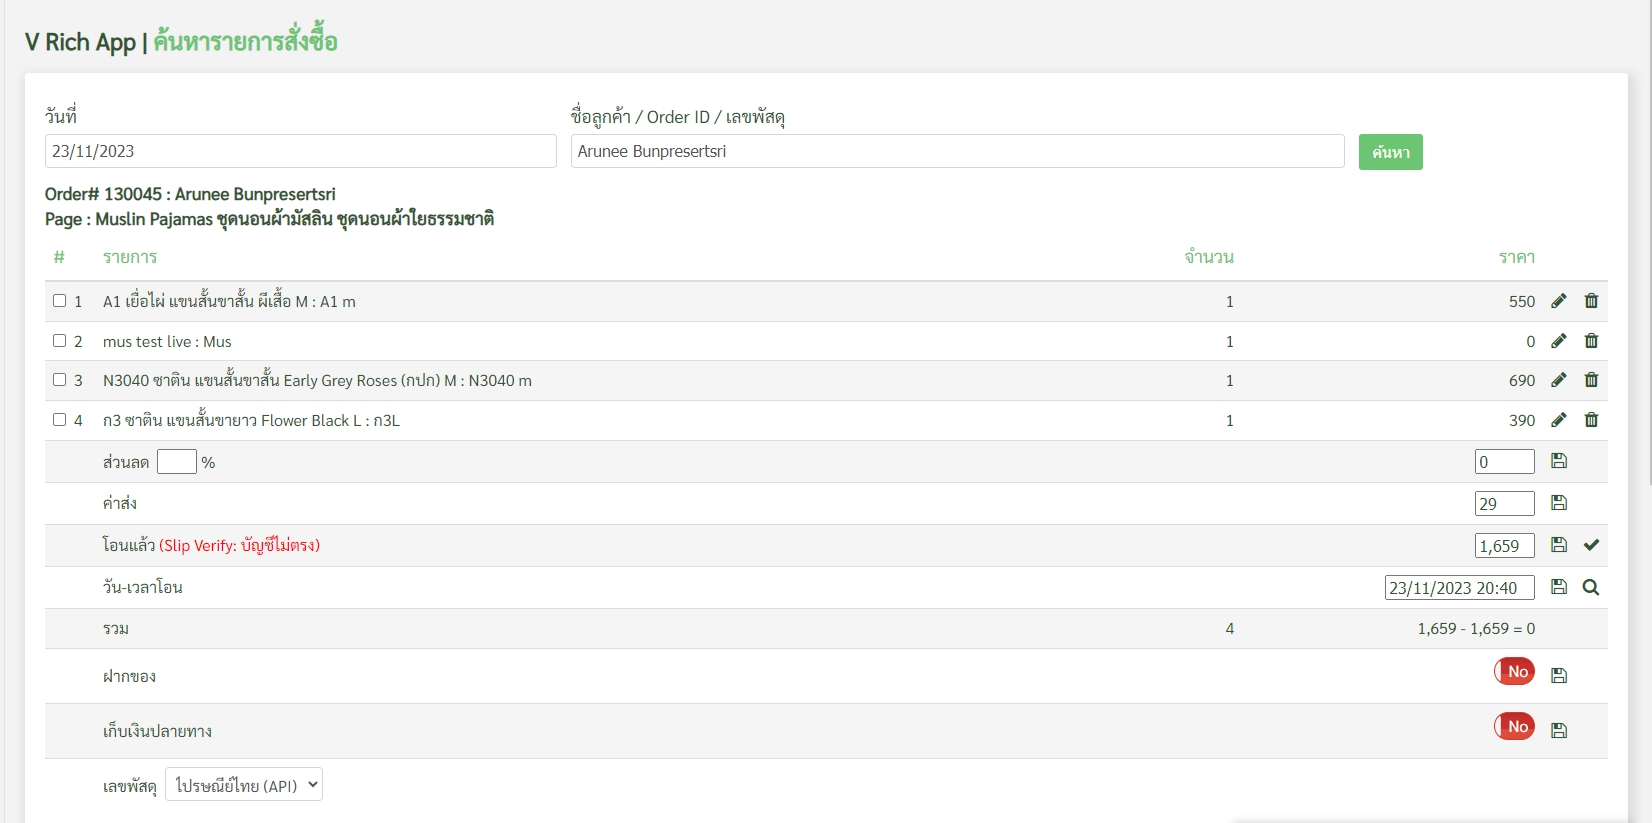 V Rich App | ค้นหารายการสั่งซื้อ
วันที่
ชื่อลูกค้า / Order ID / เลขพัสดุ
23/11/2023
Arunee Bunpresertsri
ค้นหา
Order# 130045 : Arunee Bunpresertsri
Page : Muslin Pajamas ชุดนอนผ้ามัสลิน ชุดนอนผ้าใยธรรมชาติ
# รายการ จำนวน ราคา
1 A1 เยื่อไผ่ แขนสั้นขาสั้น ผีเสื้อ M : A1 m 1 550
2 mus test live : Mus 1 0
3 N3040 ซาติน แขนสั้นขาสั้น Early Grey Roses (กปก) M : N3040 m 1 690
4 ก3 ซาติน แขนสั้นขายาว Flower Black L : ก3L 1 390
ส่วนลด % 0
ค่าส่ง 29
โอนแล้ว (Slip Verify: บัญชีไม่ตรง) 1,659
วัน-เวลาโอน 23/11/2023 20:40
รวม 4 1,659 - 1,659 = 0
ฝากของ No
เก็บเงินปลายทาง No
เลขพัสดุ ไปรษณีย์ไทย (API)